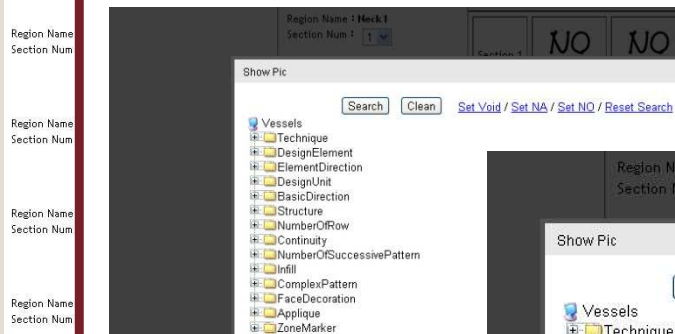 Region Name
Section Num
Region Name
Section Num
Region Name
Section Num
Region Name
Section Num
Region Name : Neck1
Section Num : 1
Section 1
NO
NO
Show Pic
Search Clean Set Void / Set NA / Set NO / Reset Search
Vessels
Technique
DesignElement
ElementDirection
DesignUnit
BasicDirection
Structure
NumberOfRow
Continuity
NumberOfSuccessivePattern
Infill
ComplexPattern
FaceDecoration
Applique
ZoneMarker
Region N
Section
Show Pic
Vessels
Technique